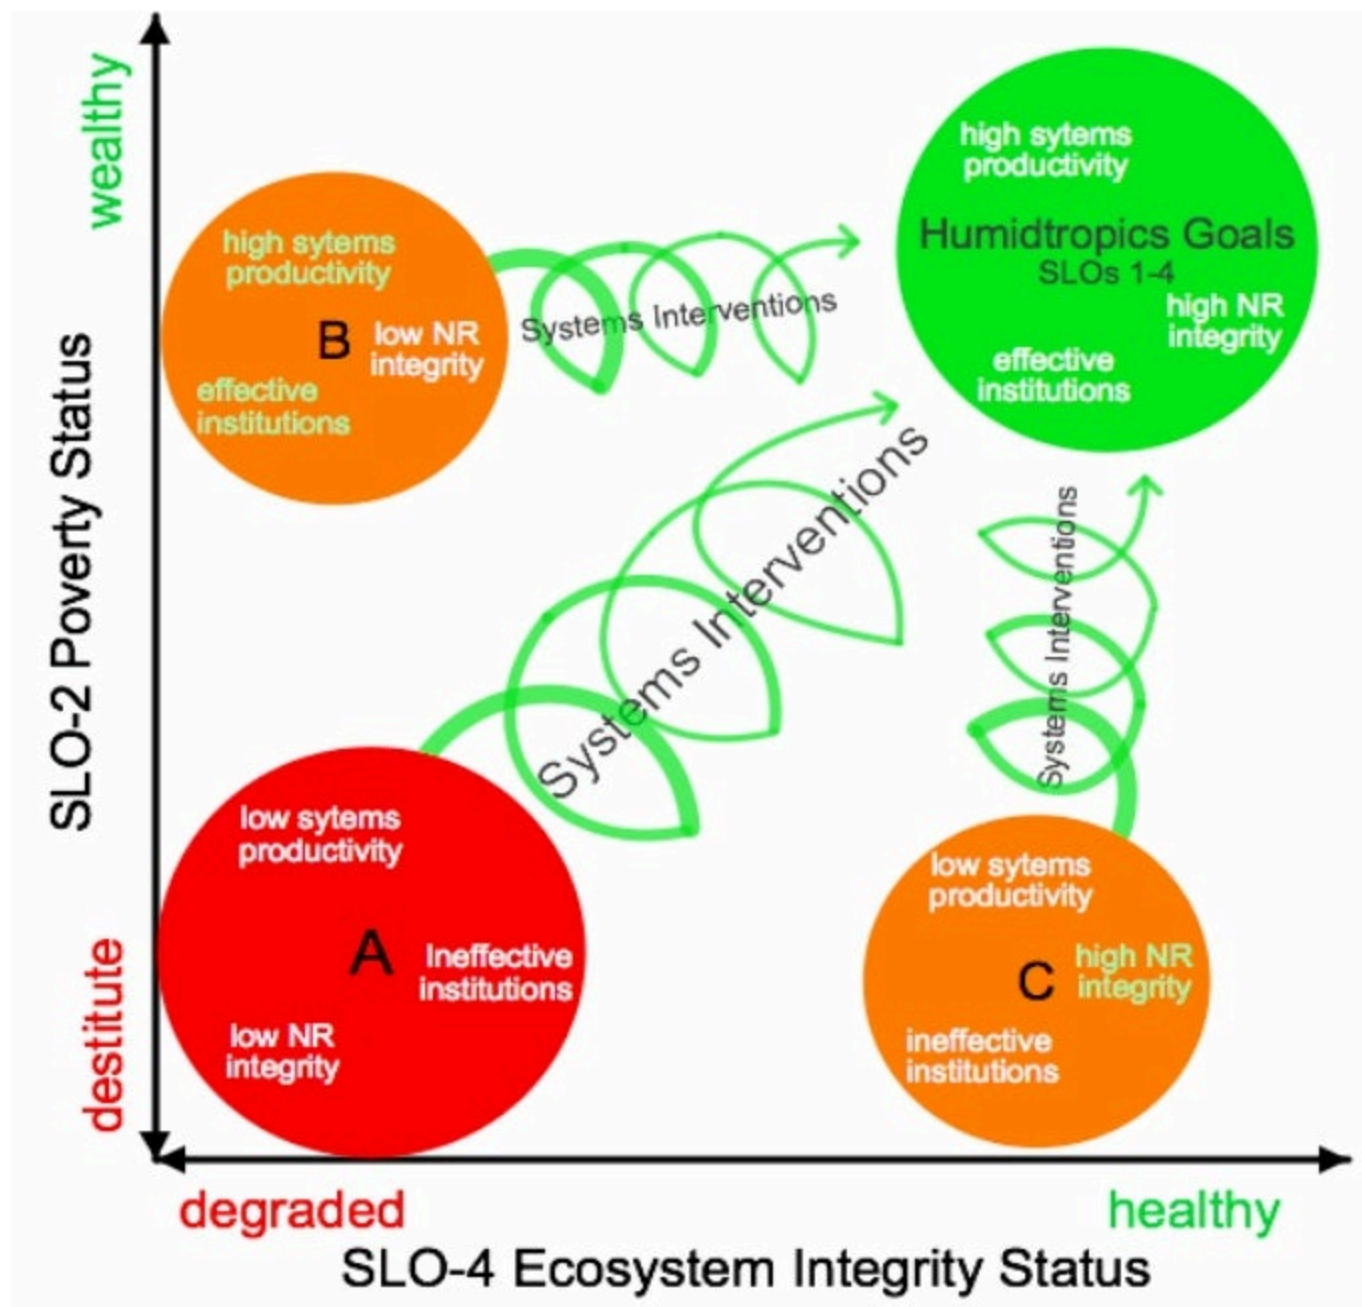 wealthy
SLO-2 Poverty Status
destitute
high sytems
productivity
B
low NR
integrity
effective
institutions
Systems Interventions
high sytems
productivity
Humidtropics Goals
SLOs 1-4
high NR
integrity
effective
institutions
Systems Interventions
Systems Interventions
low sytems
productivity
A
Ineffective
institutions
low NR
integrity
low sytems
productivity
C
high NR
integrity
ineffective
institutions
degraded
healthy
SLO-4 Ecosystem Integrity Status